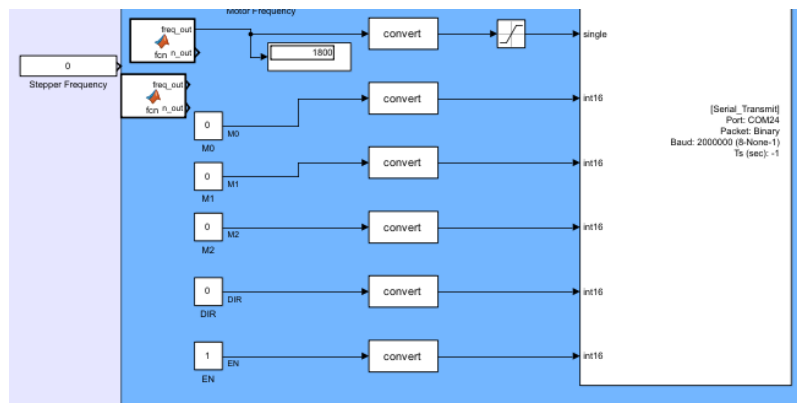 Motor Frequency
freq_out
fcn n_out
1800
convert
single
0
Stepper Frequency
freq_out
fcn n_out
convert
int16
0
M0
M0
[Serial_Transmit]
Port: COM24
Packet: Binary
Baud: 2000000 (8-None-1)
Ts (sec): -1
convert
int16
0
M1
M1
convert
int16
0
M2
M2
convert
int16
0
DIR
DIR
convert
int16
1
EN
EN